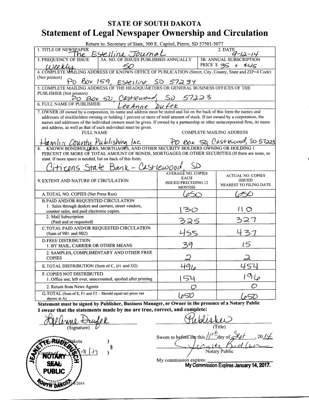 STATE OF SOUTH DAKOTA
Statement of Legal Newspaper Ownership and Circulation
Return to: Secretary of State, 500 E. Capitol, Pierre, SD 57501-5077
1. TITLE OF NEWSPAPER 2. DATE
The Estelline Journal 9-12-14
3. FREQUENCY OF ISSUE 3A. NO. OF ISSUES PUBLISHED ANNUALLY 3B. ANNUAL SUBSCRIPTION
Weekly 50 PRICE $ 35 + $45
4. COMPLETE MAILING ADDRESS OF KNOWN OFFICE OF PUBLICATION (Street, City, County, State and ZIP+4 Code)
(Not printers)
PO Box 159, Estelline SD 57234
5. COMPLETE MAILING ADDRESS OF THE HEADQUARTERS OR GENERAL BUSINESS OFFICES OF THE
PUBLISHER (Not printers)
PO Box 50 Castlewood, SD 57223
6. FULL NAME OF PUBLISHER:
LeeAnne Dufek
7. OWNER (If owned by a corporation, its name and address must be stated and list on the back of this form the names and
addresses of stockholders owning or holding 1 percent or more of total amount of stock. If not owned by a corporation, the
names and addresses of the individual owners must be given. If owned by a partnership or other unincorporated firm, its name
and address, as well as that of each individual must be given.
FULL NAME COMPLETE MAILING ADDRESS
Hamlin County Publishing Inc. PO Box 50 Castlewood, SD 57223
8. KNOWN BONDHOLDERS, MORTGAGES, AND OTHER SECURITY HOLDERS OWNING OR HOLDING 1
PERCENT OR MORE OF TOTAL AMOUNT OF BONDS, MORTGAGES OR OTHER SECURITIES (If there are none, so
state. If more space is needed, list on back of this form)
Citizens State Bank - Castlewood SD
9. EXTENT AND NATURE OF CIRCULATION AVERAGE NO. COPIES EACH ISSUED PRECEDING 12 MONTHS ACTUAL NO. COPIES ISSUED NEAREST TO FILING DATE
A. TOTAL NO. COPIES (Net Press Run) 650 650
B. PAID AND/OR REQUESTED CIRCULATION
1. Sales through dealers and carriers, street vendors,
counter sales, and paid electronic copies. 130 110
2. Mail Subscription
(Paid and or requested) 325 327
C. TOTAL PAID AND/OR REQUESTED CIRCULATION
(Sum of 9B1 and 9B2) 455 437
D. FREE DISTRIBUTION
1. BY MAIL, CARRIER OR OTHER MEANS 39 15
2. SAMPLES, COMPLIMENTARY AND OTHER FREE
COPIES 2 2
E. TOTAL DISTRIBUTION (Sum of C, D1 and D2) 496 454
F. COPIES NOT DISTRIBUTED
1. Office use, left over, unaccounted, spoiled after printing 154 196
2. Return from News Agents 0 0
G. TOTAL (Sum of E, F1 and F2 - Should equal net press run
shown in A) 650 650
Statement must be signed by Publisher, Business Manager, or Owner in the presence of a Notary Public
I swear that the statements made by me are true, correct, and complete:
LeeAnne Dufek Publisher
(Signature) (Title)
Sworn to before me this 11th day of Sept, 2014
Notary Public
My commission expires:
My Commission Expires January 14, 2017.
NOTARY
SEAL
PUBLIC
SOUTH DAKOTA